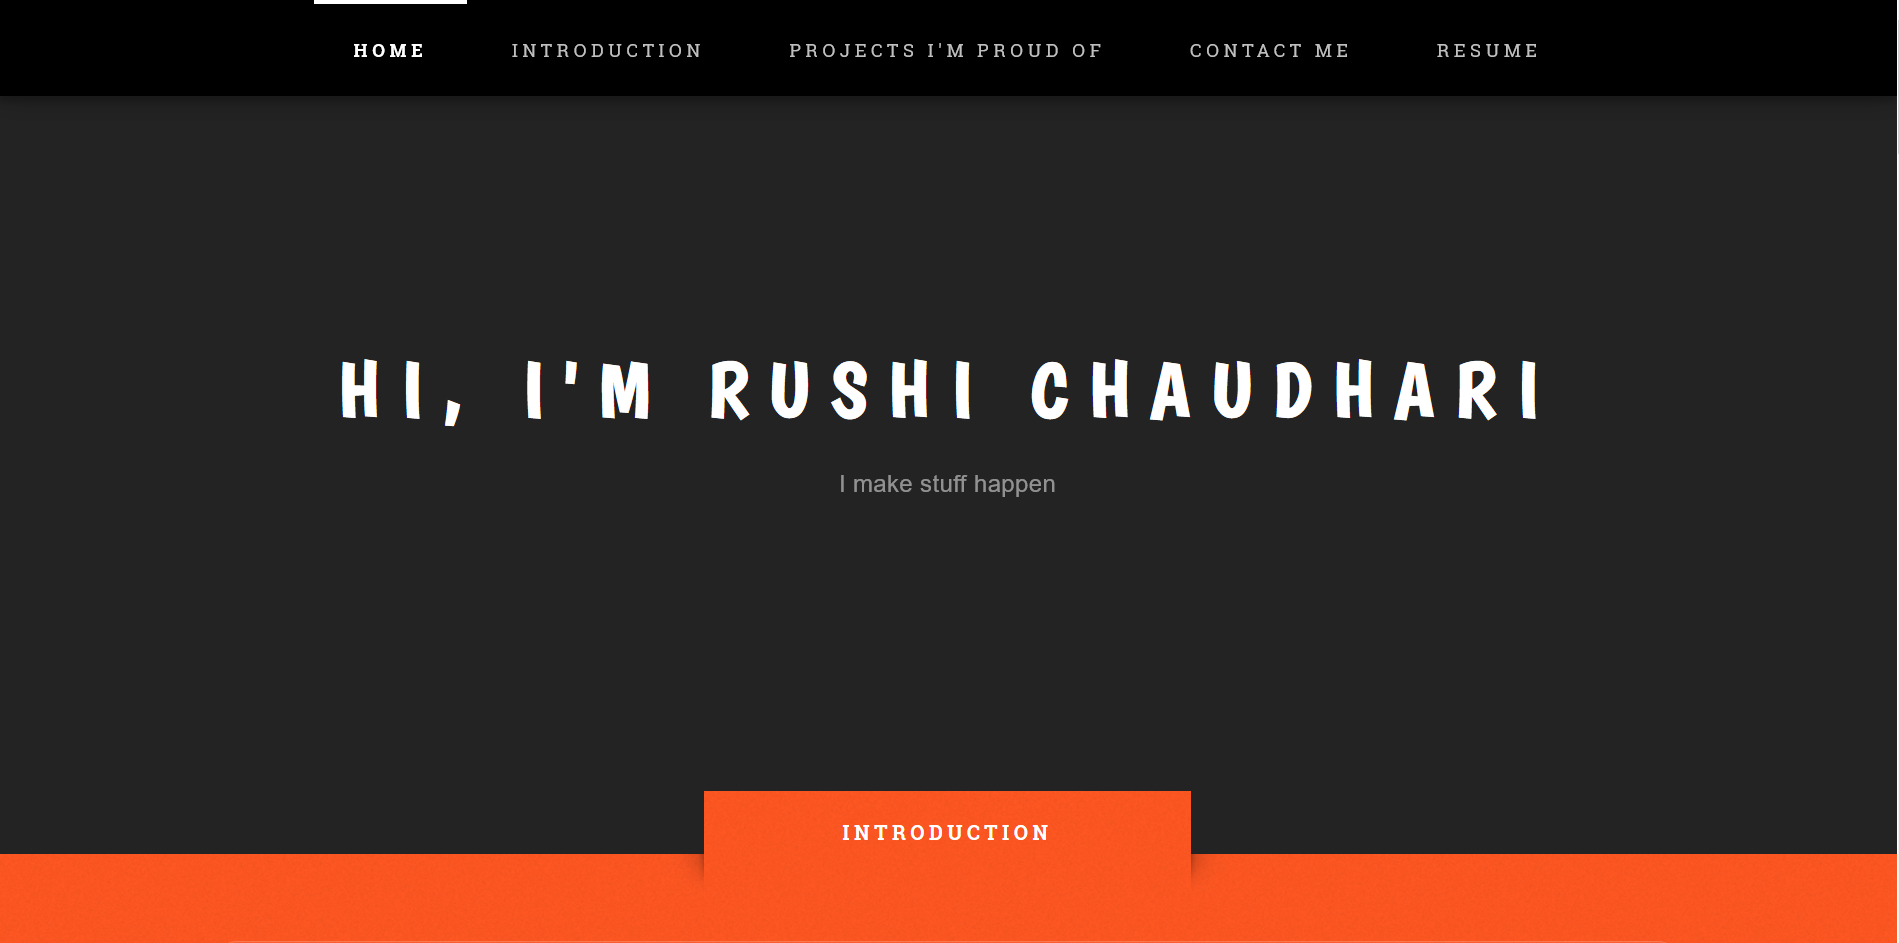 HOME INTRODUCTION PROJECTS I'M PROUD OF CONTACT ME RESUME
HI, I'M RUSHI CHAUDHARI
I make stuff happen
INTRODUCTION